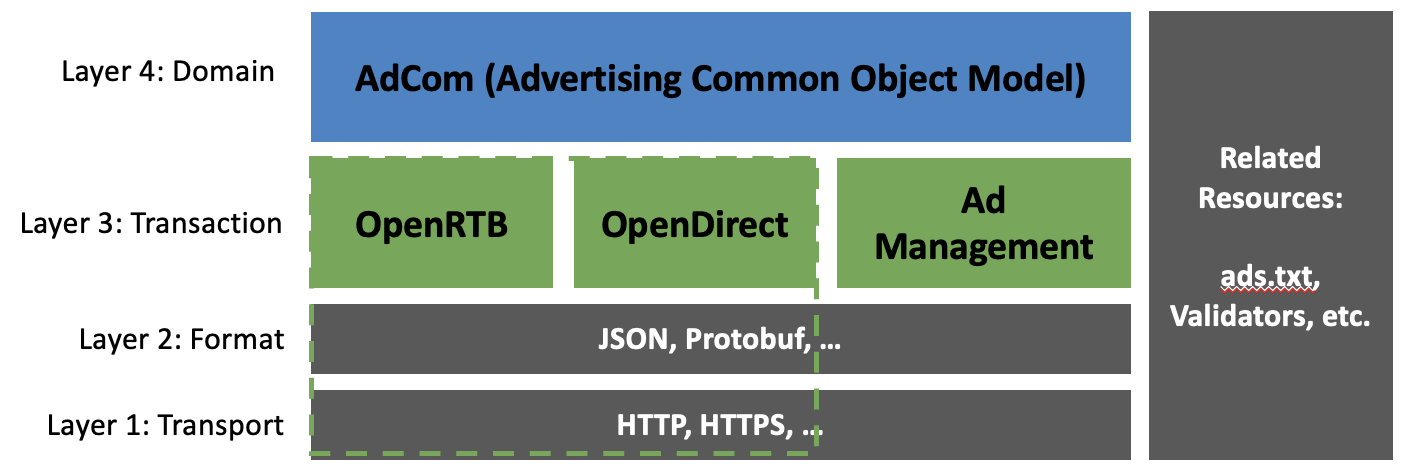 Layer 4: Domain
AdCom (Advertising Common Object Model)
Layer 3: Transaction
OpenRTB
OpenDirect
Ad
Management
Layer 2: Format
JSON, Protobuf, ...
Layer 1: Transport
HTTP, HTTPS, ...
Related
Resources:
ads.txt,
Validators, etc.